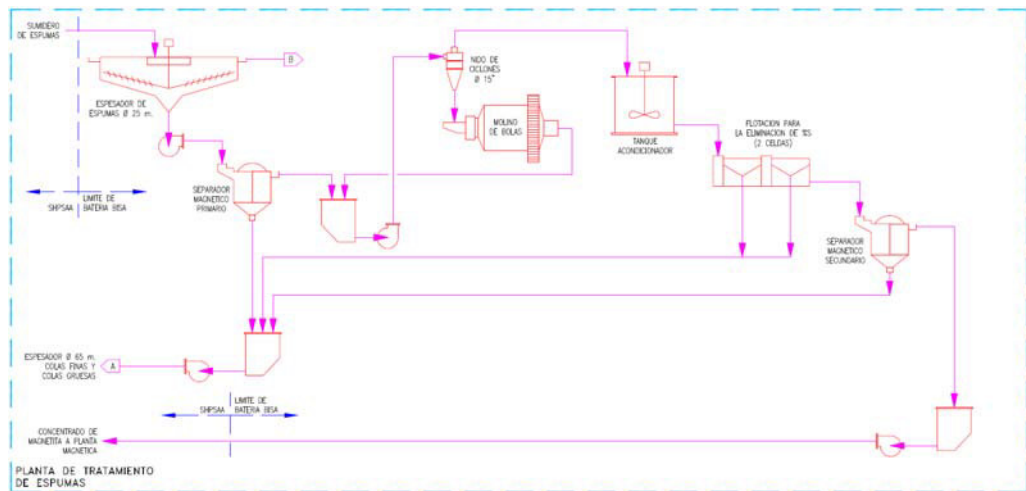 SUMIDERO
DE ESPUMAS
B
ESPESADOR DE
ESPUMAS Ø 25 m.
NIDO DE
CICLONES
Ø 15"
MOLINO
DE BOLAS
TANQUE
ACONDICIONADOR
FLOTACION PARA
LA ELIMINACION DE %S
(2 CELDAS)
SHPSAA
LIMITE DE
BATERIA BISA
SEPARADOR
MAGNETICO
PRIMARIO
SEPARADOR
MAGNETICO
SECUNDARIO
ESPESADOR Ø 65 m.
COLAS FINAS Y
COLAS GRUESAS
A
SHPSAA
LIMITE DE
BATERIA BISA
CONCENTRADO DE
MAGNETITA A PLANTA
MAGNETICA
PLANTA DE TRATAMIENTO
DE ESPUMAS